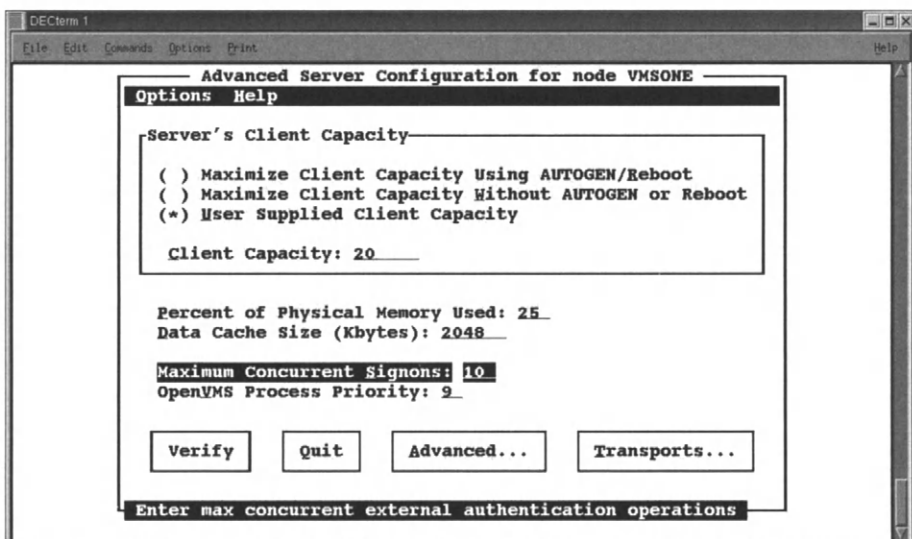 DECterm 1
File Edit Commands Options Print Help
Advanced Server Configuration for node VMSONE
Options Help
Server's Client Capacity
( ) Maximize Client Capacity Using AUTOGEN/Reboot
( ) Maximize Client Capacity Without AUTOGEN or Reboot
(*) User Supplied Client Capacity
Client Capacity: 20
Percent of Physical Memory Used: 25
Data Cache Size (Kbytes): 2048
Maximum Concurrent Signons: 10
OpenVMS Process Priority: 9
Verify Quit Advanced... Transports...
Enter max concurrent external authentication operations